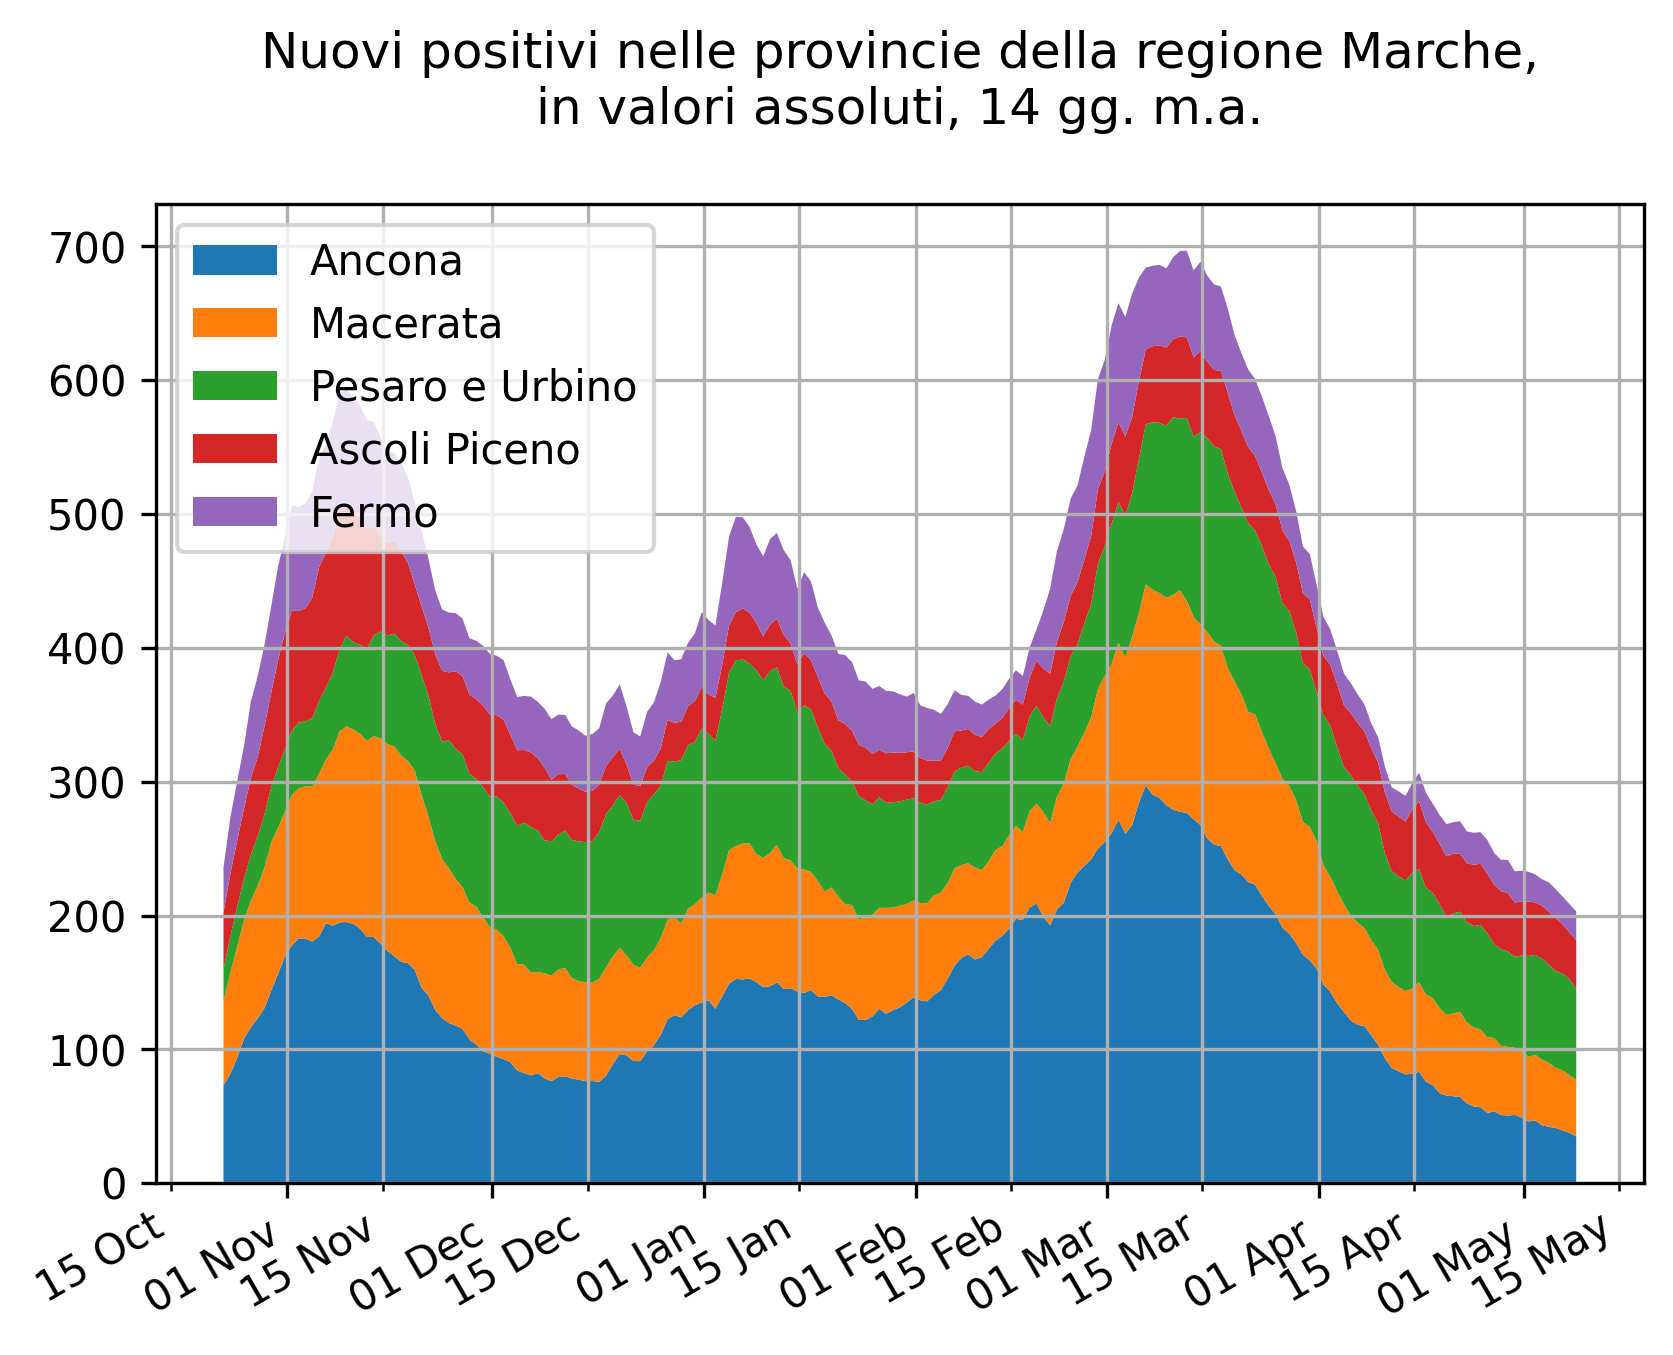 Nuovi positivi nelle provincie della regione Marche,
in valori assoluti, 14 gg. m.a.
700
600
500
400
300
200
100
0
Ancona
Macerata
Pesaro e Urbino
Ascoli Piceno
Fermo
15 Oct
01 Nov
15 Nov
01 Dec
15 Dec
01 Jan
15 Jan
01 Feb
15 Feb
01 Mar
15 Mar
01 Apr
15 Apr
01 May
15 May